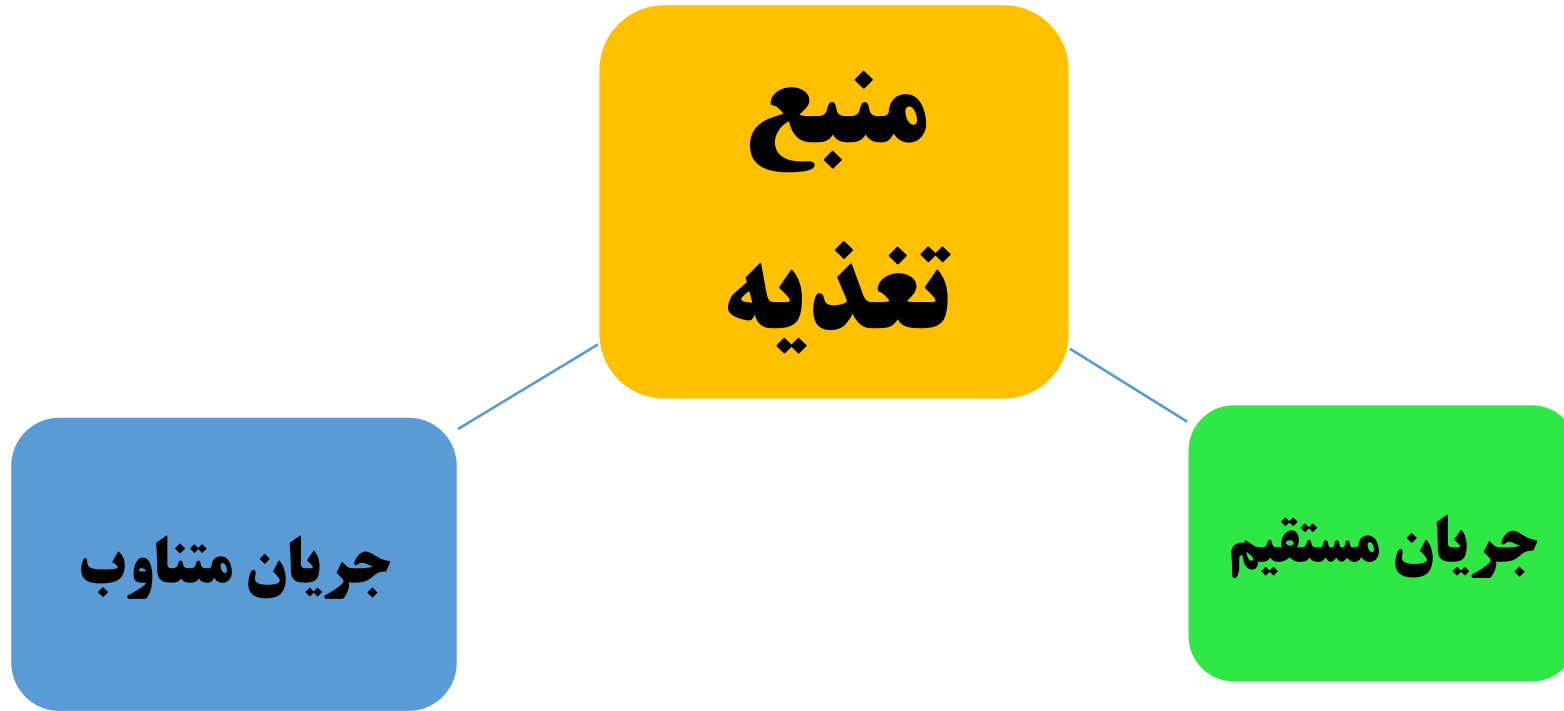 منبع
تغذیه
جریان مستقیم
جریان متناوب